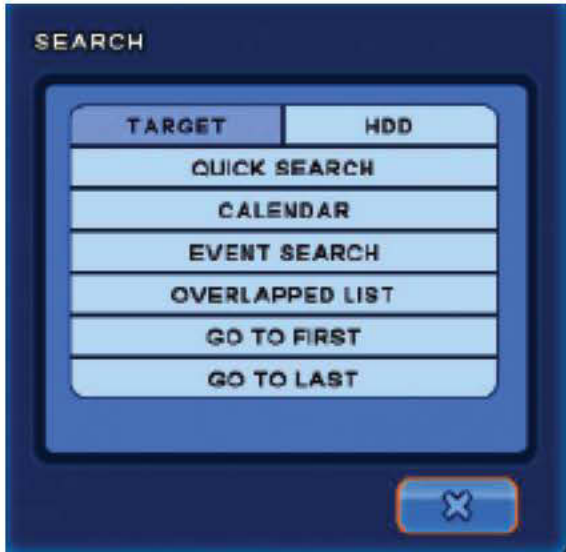 SEARCH
TARGET HDD
QUICK SEARCH
CALENDAR
EVENT SEARCH
OVERLAPPED LIST
GO TO FIRST
GO TO LAST